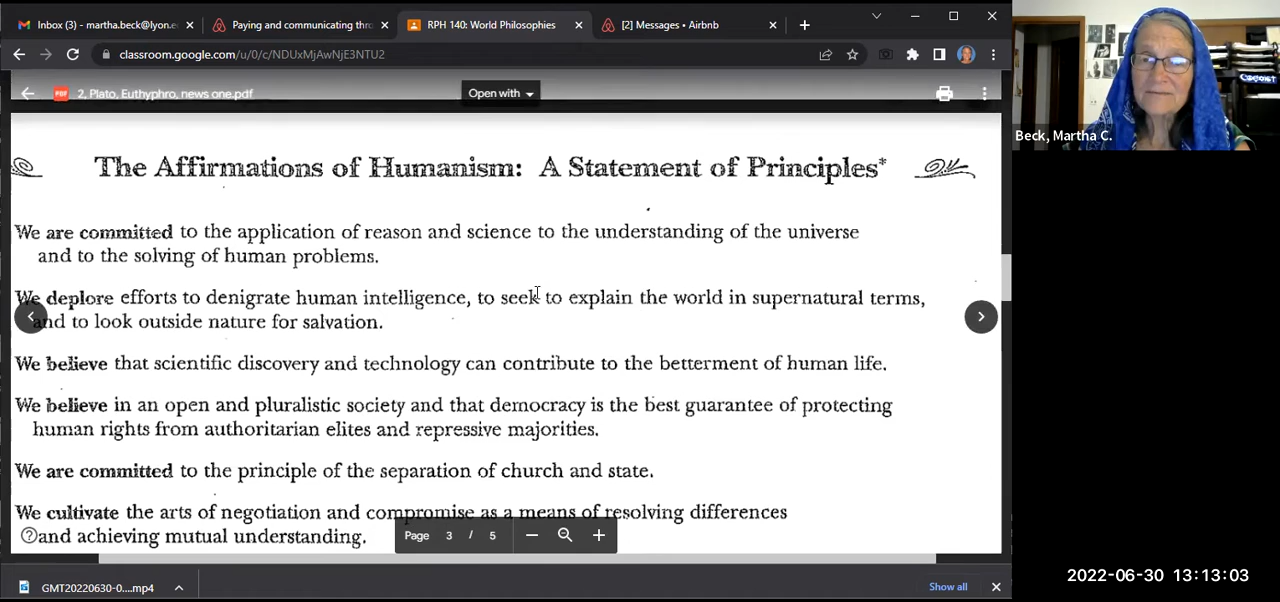 Inbox (3) - martha.beck@lyon.e
Paying and communicating thro
RPH 140: World Philosophies
[2] Messages • Airbnb
classroom.google.com/u/0/c/NDUxMjAwNjE3NTU2
PDF
2, Plato, Euthyphro, news one.pdf
Open with
The Affirmations of Humanism: A Statement of Principles*
We are committed to the application of reason and science to the understanding of the universe
and to the solving of human problems.
We deplore efforts to denigrate human intelligence, to seek to explain the world in supernatural terms,
and to look outside nature for salvation.
We believe that scientific discovery and technology can contribute to the betterment of human life.
We believe in an open and pluralistic society and that democracy is the best guarantee of protecting
human rights from authoritarian elites and repressive majorities.
We are committed to the principle of the separation of church and state.
We cultivate the arts of negotiation and compromise as a means of resolving differences
and achieving mutual understanding.
Page 3 / 5
GMT20220630-0....mp4
Show all
Beck, Martha C.
2022-06-30 13:13:03